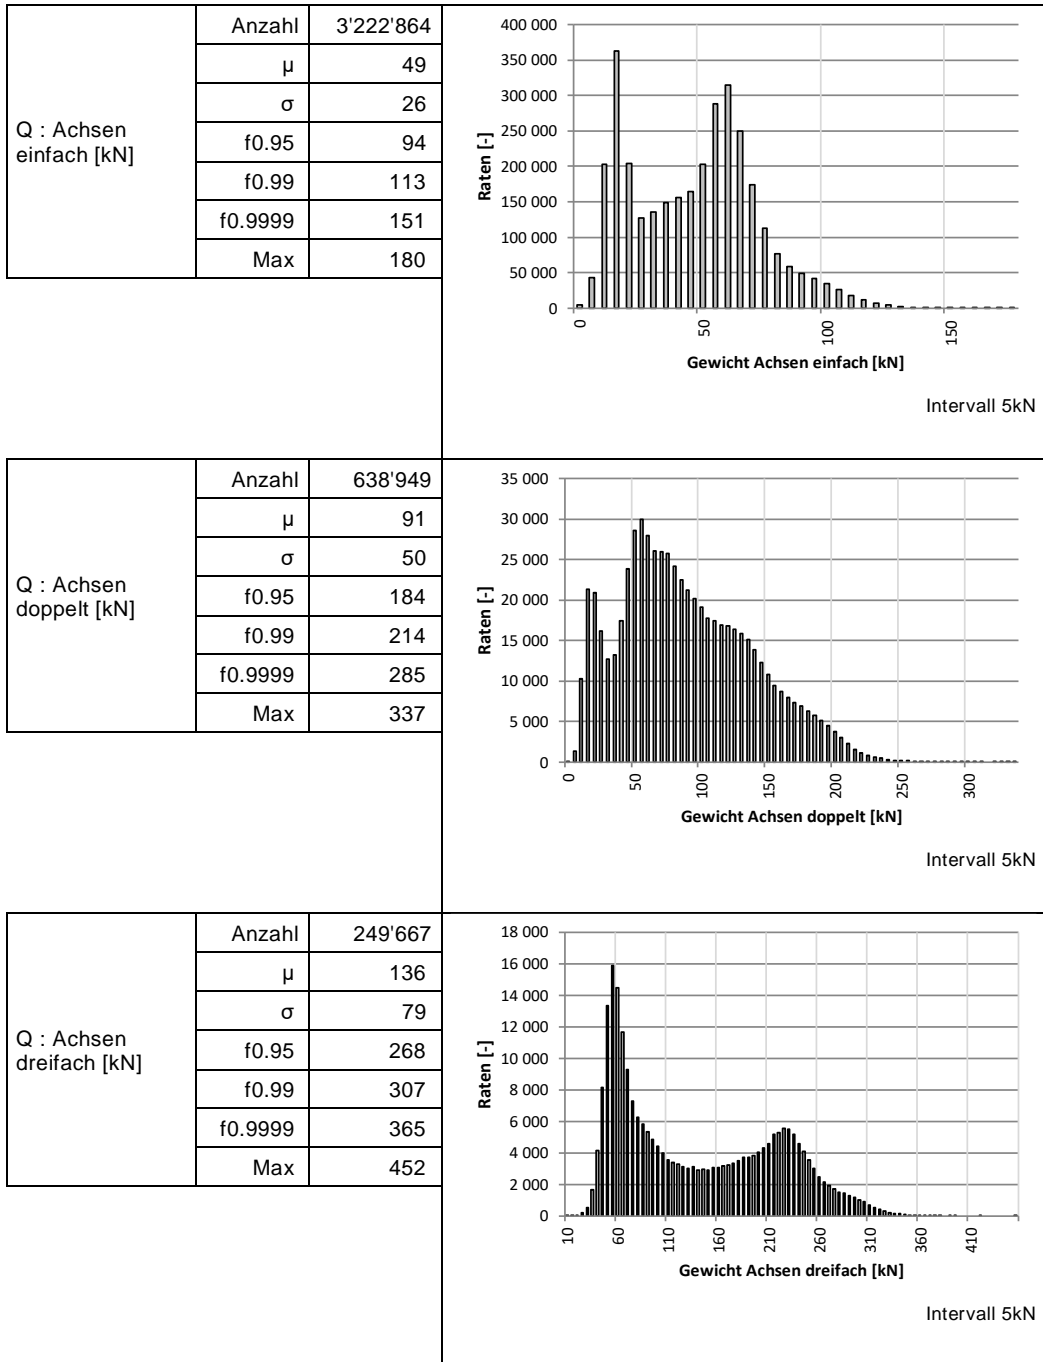 Q : Achsen
einfach [kN]
Anzahl 3'222'864
μ 49
σ 26
f0.95 94
f0.99 113
f0.9999 151
Max 180
400 000
350 000
300 000
250 000
200 000
150 000
100 000
50 000
0
Raten [-]
0 50 100 150
Gewicht Achsen einfach [kN]
Intervall 5kN
Q : Achsen
doppelt [kN]
Anzahl 638'949
μ 91
σ 50
f0.95 184
f0.99 214
f0.9999 285
Max 337
35 000
30 000
25 000
20 000
15 000
10 000
5 000
0
Raten [-]
0 50 100 150 200 250 300
Gewicht Achsen doppelt [kN]
Intervall 5kN
Q : Achsen
dreifach [kN]
Anzahl 249'667
μ 136
σ 79
f0.95 268
f0.99 307
f0.9999 365
Max 452
18 000
16 000
14 000
12 000
10 000
8 000
6 000
4 000
2 000
0
Raten [-]
10 60 110 160 210 260 310 360 410
Gewicht Achsen dreifach [kN]
Intervall 5kN